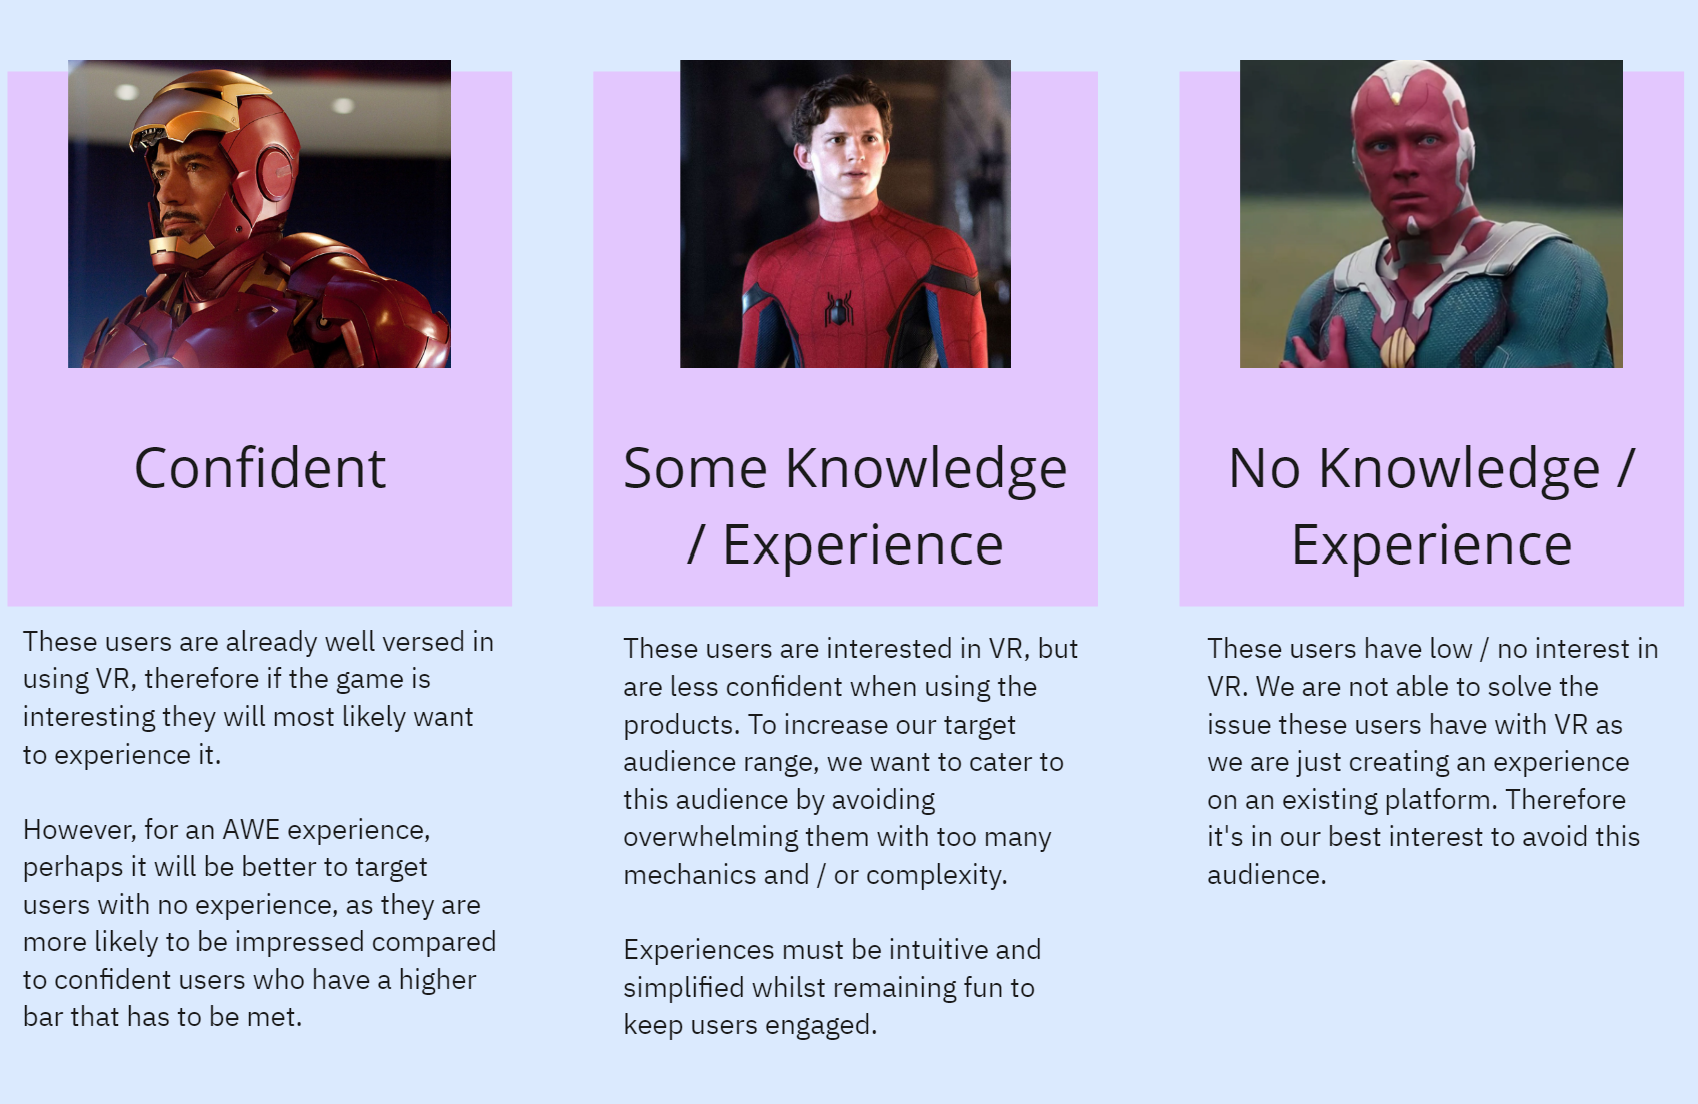 Confident
These users are already well versed in
using VR, therefore if the game is
interesting they will most likely want
to experience it.
However, for an AWE experience,
perhaps it will be better to target
users with no experience, as they are
more likely to be impressed compared
to confident users who have a higher
bar that has to be met.
Some Knowledge
/ Experience
These users are interested in VR, but
are less confident when using the
products. To increase our target
audience range, we want to cater to
this audience by avoiding
overwhelming them with too many
mechanics and / or complexity.
Experiences must be intuitive and
simplified whilst remaining fun to
keep users engaged.
No Knowledge /
Experience
These users have low / no interest in
VR. We are not able to solve the
issue these users have with VR as
we are just creating an experience
on an existing platform. Therefore
it's in our best interest to avoid this
audience.